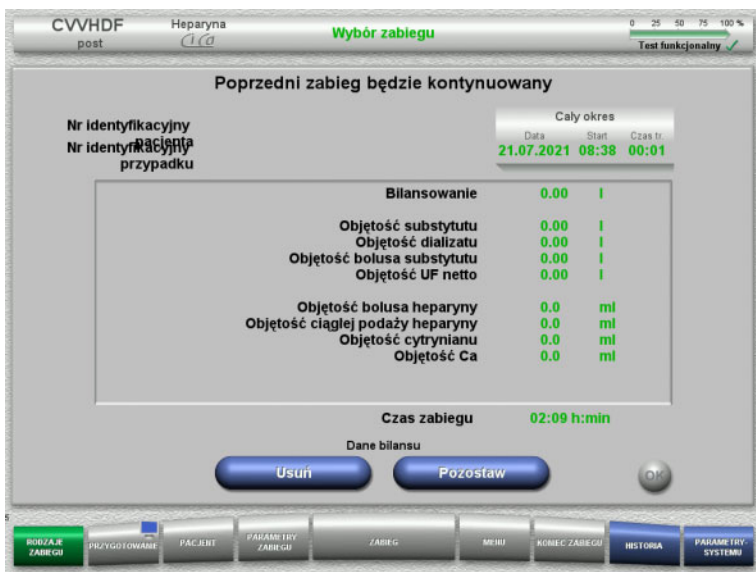 CVVHDF
post
Heparyna
Ci Ca
Wybór zabiegu
0 25 50 75 100 %
Test funkcjonalny
Poprzedni zabieg będzie kontynuowany
Nr identyfikacyjny
pacjenta
Nr identyfikacyjny
przypadku
Cały okres
Data Start Czas tr.
21.07.2021 08:38 00:01
Bilansowanie 0.00 l
Objętość substytutu 0.00 l
Objętość dializatu 0.00 l
Objętość bolusa substytutu 0.00 l
Objętość UF netto 0.00 l
Objętość bolusa heparyny 0.0 ml
Objętość ciągłej podaży heparyny 0.0 ml
Objętość cytrynianu 0.0 ml
Objętość Ca 0.0 ml
Czas zabiegu 02:09 h:min
Dane bilansu
Usuń Pozostaw OK
5
RODZAJE ZABIEGU
PRZYGOTOWANIE
PACJENT
PARAMETRY ZABIEGU
ZABIEG
MENU
KONIEC ZABIEGU
HISTORIA
PARAMETRY-SYSTEMU